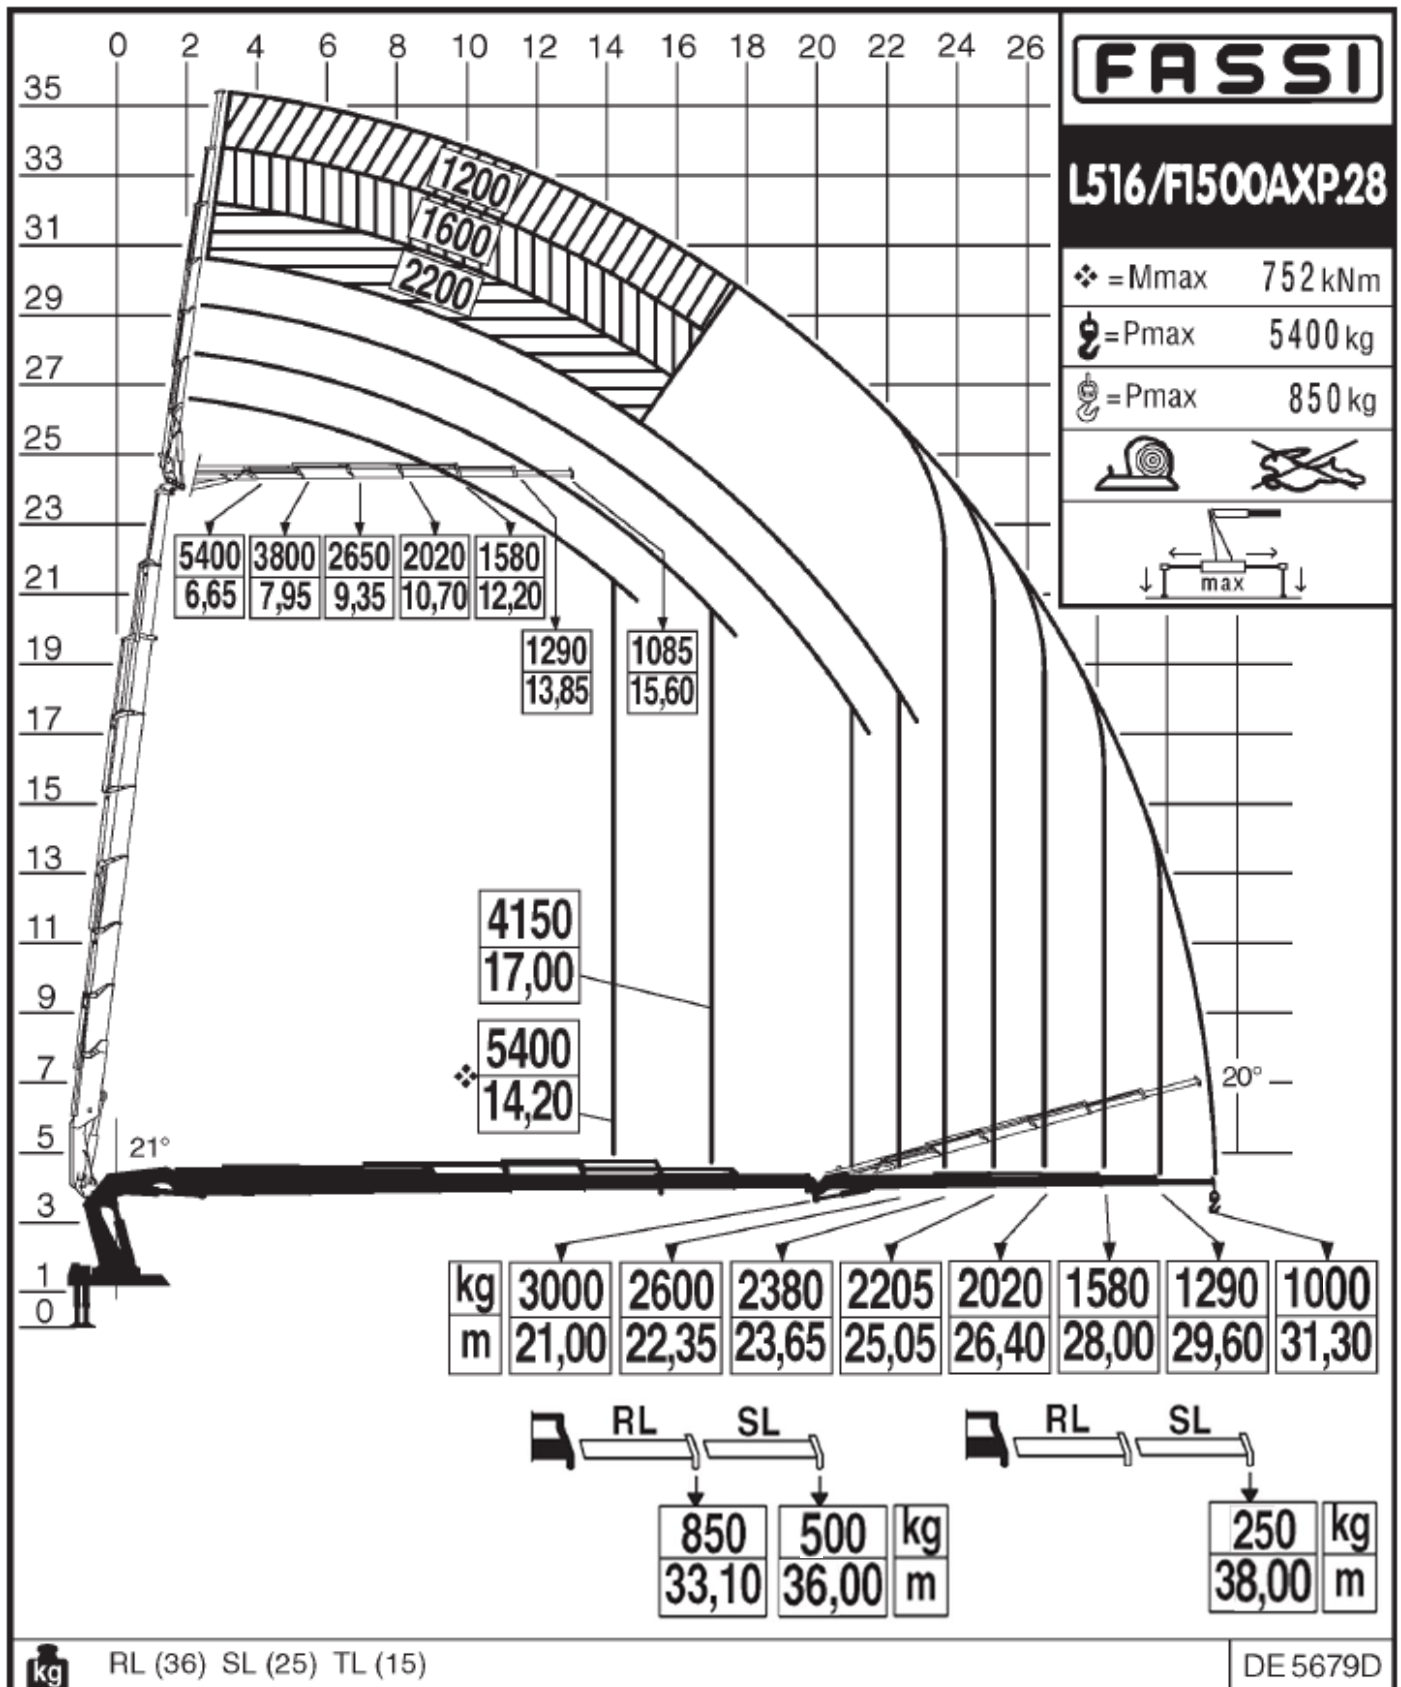 0 2 4 6 8 10 12 14 16 18 20 22 24 26
FASSI
L516/F1500AXP.28
= Mmax 752 kNm
= Pmax 5400 kg
= Pmax 850 kg
max
35
33
31
29
27
25
23
21
19
17
15
13
11
9
7
5
3
1
0
1200
1600
2200
5400 3800 2650 2020 1580
6,65 7,95 9,35 10,70 12,20
1290 1085
13,85 15,60
4150
17,00
5400
14,20
20°
21°
kg 3000 2600 2380 2205 2020 1580 1290 1000
m 21,00 22,35 23,65 25,05 26,40 28,00 29,60 31,30
RL SL RL SL
850 500 kg 250 kg
33,10 36,00 m 38,00 m
kg RL (36) SL (25) TL (15) DE 5679D